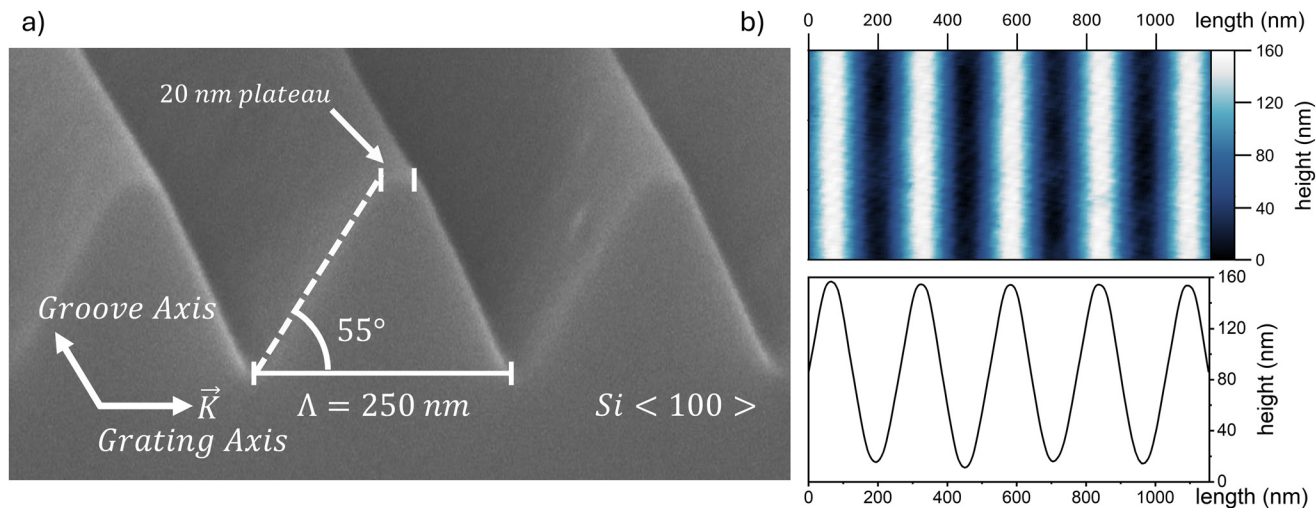 a)
20 nm plateau
Groove Axis
55°
K⃗
Λ = 250 nm
Si < 100 >
Grating Axis
b)
0 200 400 600 800 1000 length (nm)
160
120
80
40
0
height (nm)
160
120
80
40
0
height (nm)
0 200 400 600 800 1000 length (nm)